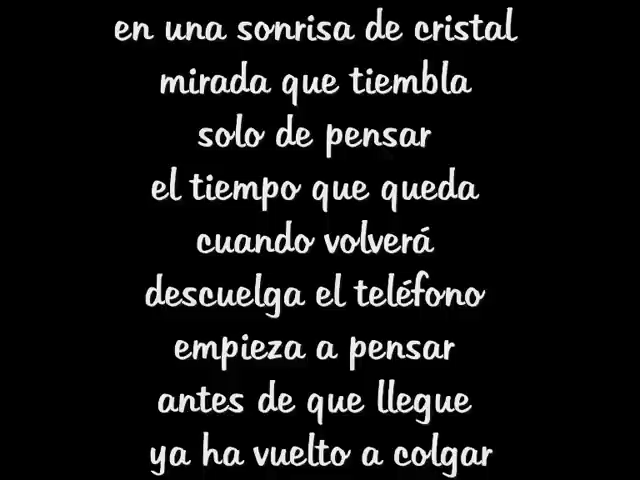 en una sonrisa de cristal
mirada que tiembla
solo de pensar
el tiempo que queda
cuando volverá
descuelga el teléfono
empieza a pensar
antes de que llegue
ya ha vuelto a colgar